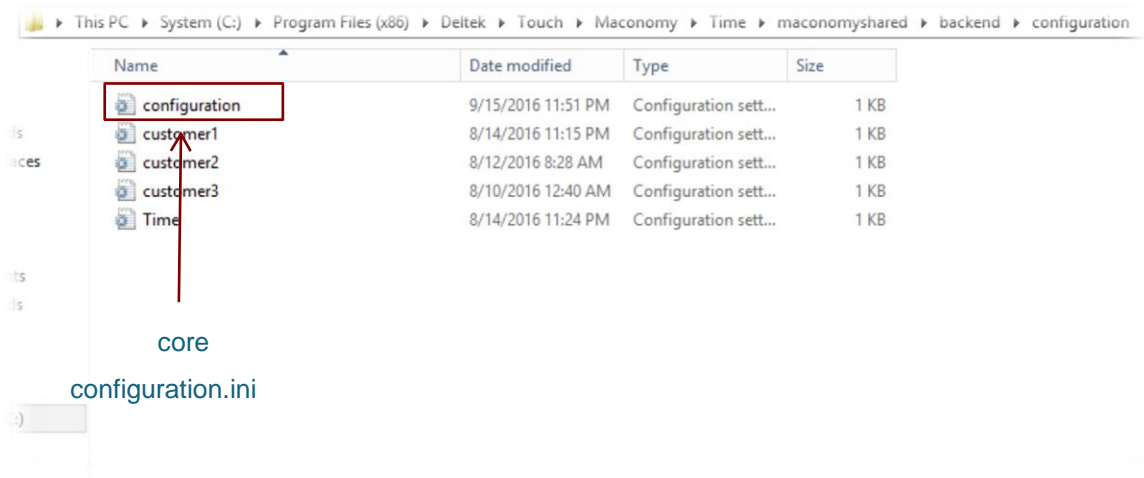 This PC ▸ System (C:) ▸ Program Files (x86) ▸ Deltek ▸ Touch ▸ Maconomy ▸ Time ▸ maconomyshared ▸ backend ▸ configuration
Name Date modified Type Size
configuration 9/15/2016 11:51 PM Configuration sett... 1 KB
customer1 8/14/2016 11:15 PM Configuration sett... 1 KB
customer2 8/12/2016 8:28 AM Configuration sett... 1 KB
customer3 8/10/2016 12:40 AM Configuration sett... 1 KB
Time 8/14/2016 11:24 PM Configuration sett... 1 KB
core
configuration.ini